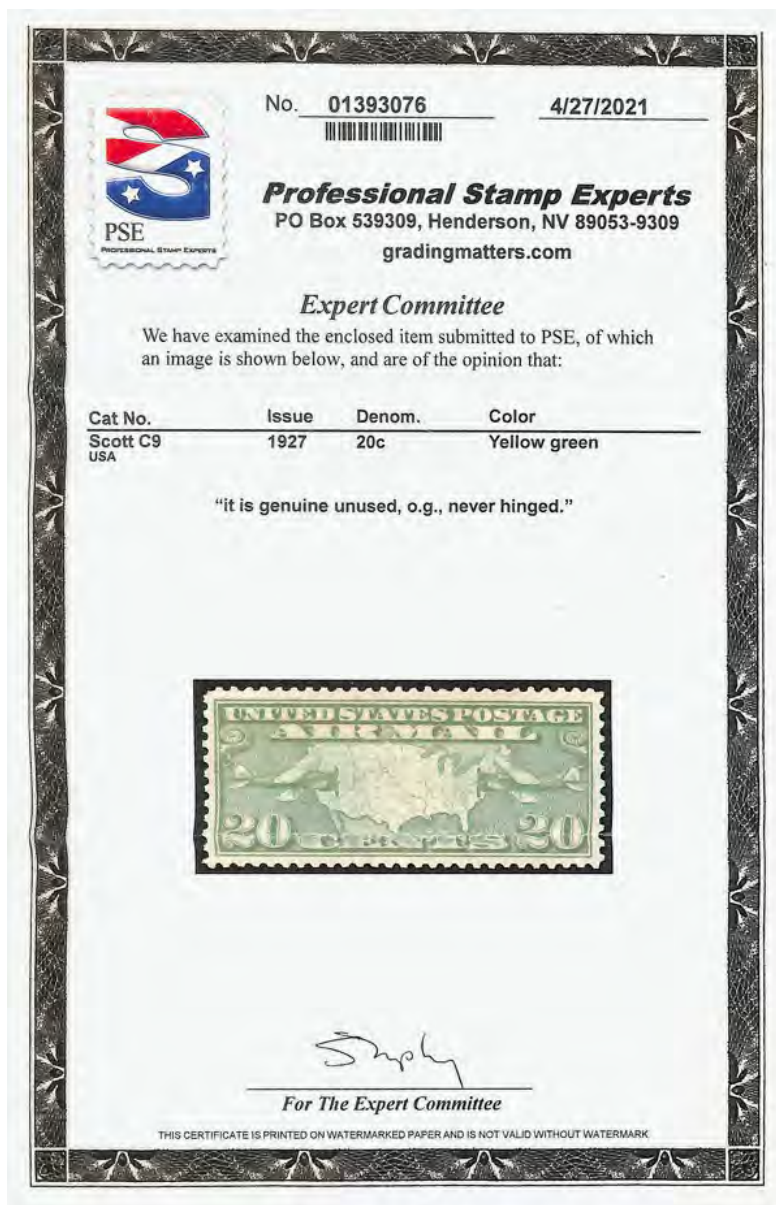 No. 01393076 4/27/2021
PSE
PROFESSIONAL STAMP EXPERTS
Professional Stamp Experts
PO Box 539309, Henderson, NV 89053-9309
gradingmatters.com
Expert Committee
We have examined the enclosed item submitted to PSE, of which
an image is shown below, and are of the opinion that:
Cat No. Issue Denom. Color
Scott C9 1927 20c Yellow green
USA
“it is genuine unused, o.g., never hinged.”
UNITED STATES POSTAGE
AIR MAIL
20 CENTS 20
For The Expert Committee
THIS CERTIFICATE IS PRINTED ON WATERMARKED PAPER AND IS NOT VALID WITHOUT WATERMARK